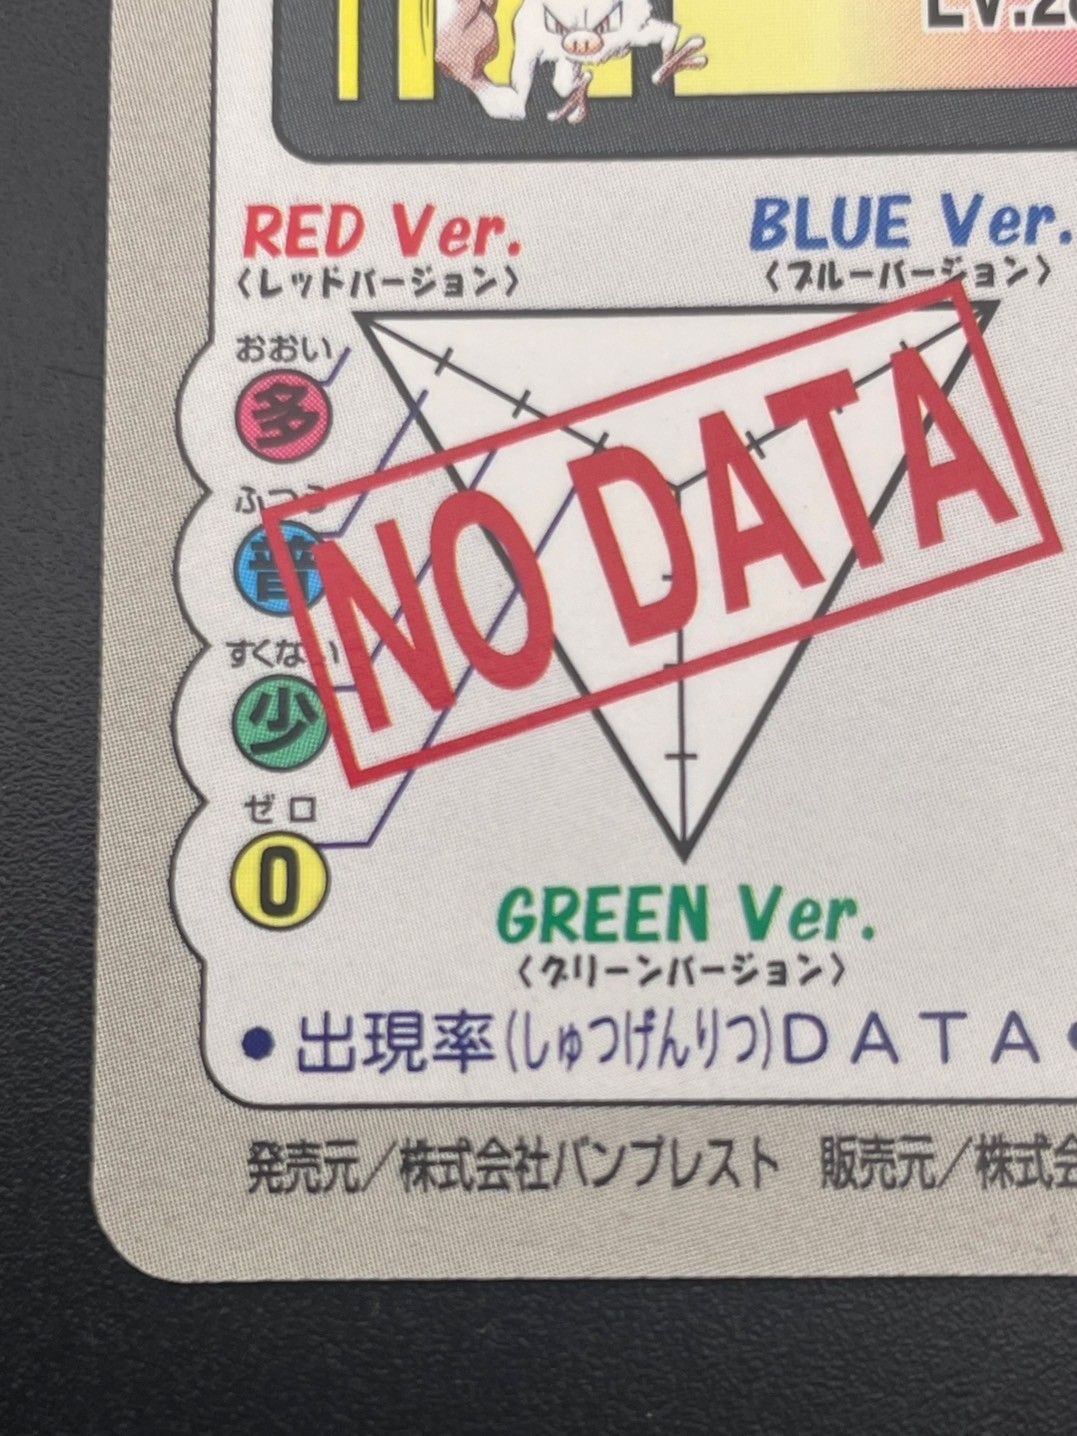 RED Ver.
〈レッドバージョン〉
BLUE Ver.
〈ブルーバージョン〉
おおい
多
ふつう
普
すくない
少
ゼロ
0
NO DATA
GREEN Ver.
〈グリーンバージョン〉
●出現率(しゅつげんりつ)DATA●
発売元／株式会社バンプレスト 販売元／株式会